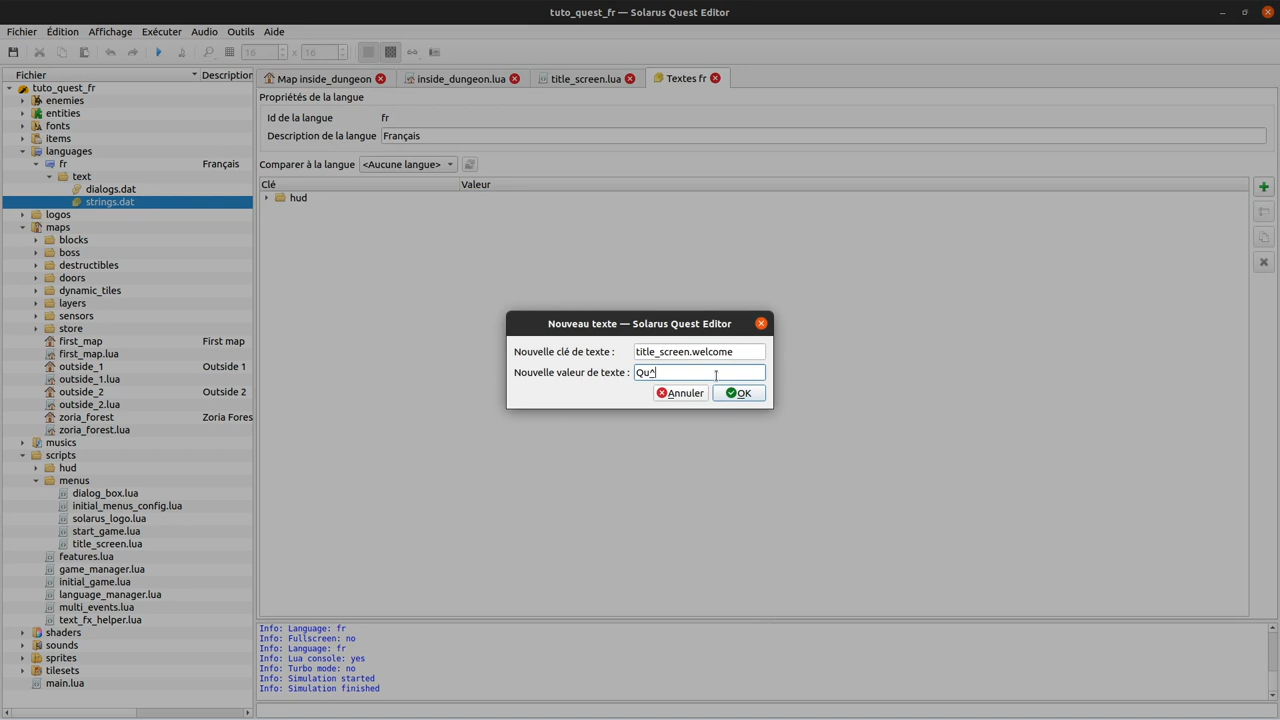 tuto_quest_fr — Solarus Quest Editor
Fichier Édition Affichage Exécuter Audio Outils Aide
16 x 16
Fichier Description
Map inside_dungeon inside_dungeon.lua title_screen.lua Textes fr
tuto_quest_fr
enemies
entities
fonts
items
languages
fr Français
text
dialogs.dat
strings.dat
logos
maps
blocks
boss
destructibles
doors
dynamic_tiles
layers
sensors
store
first_map First map
first_map.lua
outside_1 Outside 1
outside_1.lua
outside_2 Outside 2
outside_2.lua
zoria_forest Zoria Fores
zoria_forest.lua
musics
scripts
hud
menus
dialog_box.lua
initial_menus_config.lua
solarus_logo.lua
start_game.lua
title_screen.lua
features.lua
game_manager.lua
initial_game.lua
language_manager.lua
multi_events.lua
text_fx_helper.lua
shaders
sounds
sprites
tilesets
main.lua
Propriétés de la langue
Id de la langue fr
Description de la langue Français
Comparer à la langue <Aucune langue>
Clé Valeur
hud
Nouveau texte — Solarus Quest Editor
Nouvelle clé de texte : title_screen.welcome
Nouvelle valeur de texte : Qu^
Annuler OK
Info: Language: fr
Info: Fullscreen: no
Info: Language: fr
Info: Lua console: yes
Info: Turbo mode: no
Info: Simulation started
Info: Simulation finished